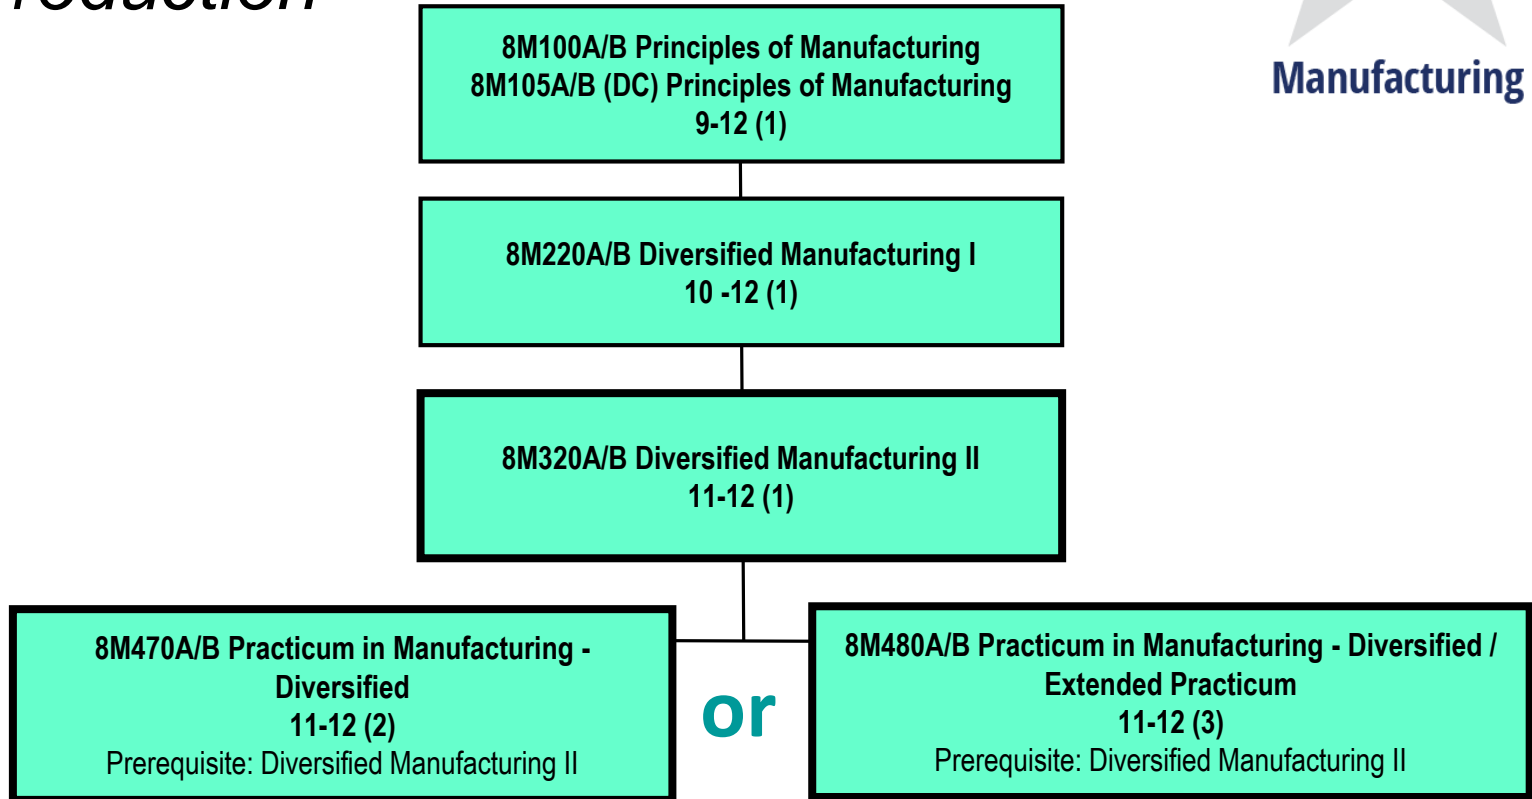 roduction
Manufacturing
8M100A/B Principles of Manufacturing
8M105A/B (DC) Principles of Manufacturing
9-12 (1)
8M220A/B Diversified Manufacturing I
10 -12 (1)
8M320A/B Diversified Manufacturing II
11-12 (1)
8M470A/B Practicum in Manufacturing -
Diversified
11-12 (2)
Prerequisite: Diversified Manufacturing II
or
8M480A/B Practicum in Manufacturing - Diversified /
Extended Practicum
11-12 (3)
Prerequisite: Diversified Manufacturing II